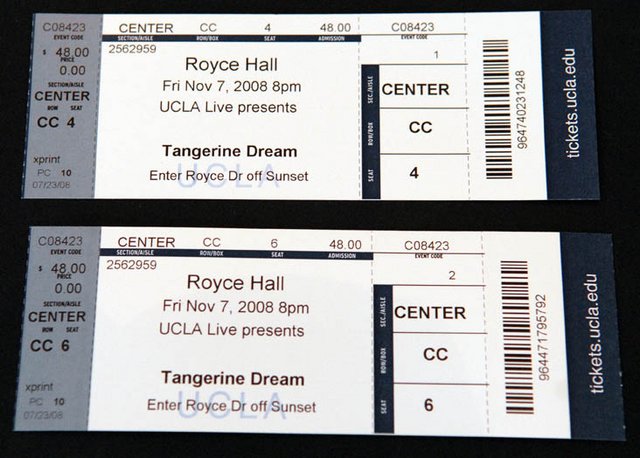 C08423 CENTER CC 4 48.00 C08423
EVENT CODE SECTION/AISLE ROW/BOX SEAT ADMISSION EVENT CODE
$ 48.00 2562959 1
PRICE
0.00
Royce Hall
Fri Nov 7, 2008 8pm
UCLA Live presents
SECTION/AISLE
CENTER
ROW SEAT
CC 4
Tangerine Dream
UCLA
Enter Royce Dr off Sunset
xprint
PC 10
07/23/08
SEC./AISLE CENTER
ROW/BOX CC
SEAT 4
964740231248
tickets.ucla.edu
C08423 CENTER CC 6 48.00 C08423
EVENT CODE SECTION/AISLE ROW/BOX SEAT ADMISSION EVENT CODE
$ 48.00 2562959 2
PRICE
0.00
Royce Hall
Fri Nov 7, 2008 8pm
UCLA Live presents
SECTION/AISLE
CENTER
ROW SEAT
CC 6
Tangerine Dream
UCLA
Enter Royce Dr off Sunset
xprint
PC 10
07/23/08
SEC./AISLE CENTER
ROW/BOX CC
SEAT 6
964471795792
tickets.ucla.edu